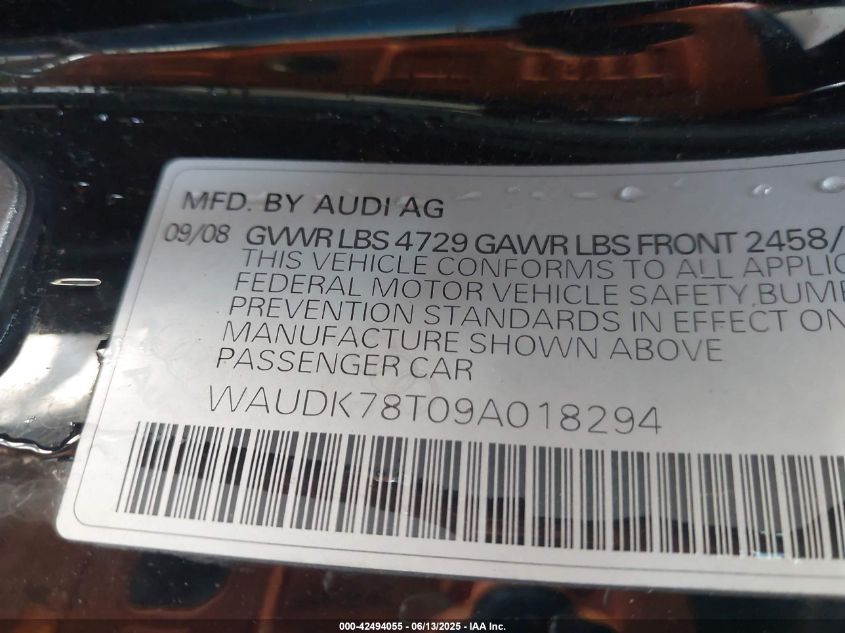 MFD. BY AUDI AG
09/08 GVWR LBS 4729 GAWR LBS FRONT 2458/
THIS VEHICLE CONFORMS TO ALL APPLIC
FEDERAL MOTOR VEHICLE SAFETY, BUMP
PREVENTION STANDARDS IN EFFECT ON
MANUFACTURE SHOWN ABOVE
PASSENGER CAR
WAUDK78T09A018294
000-42494055 - 06/13/2025 - IAA Inc.